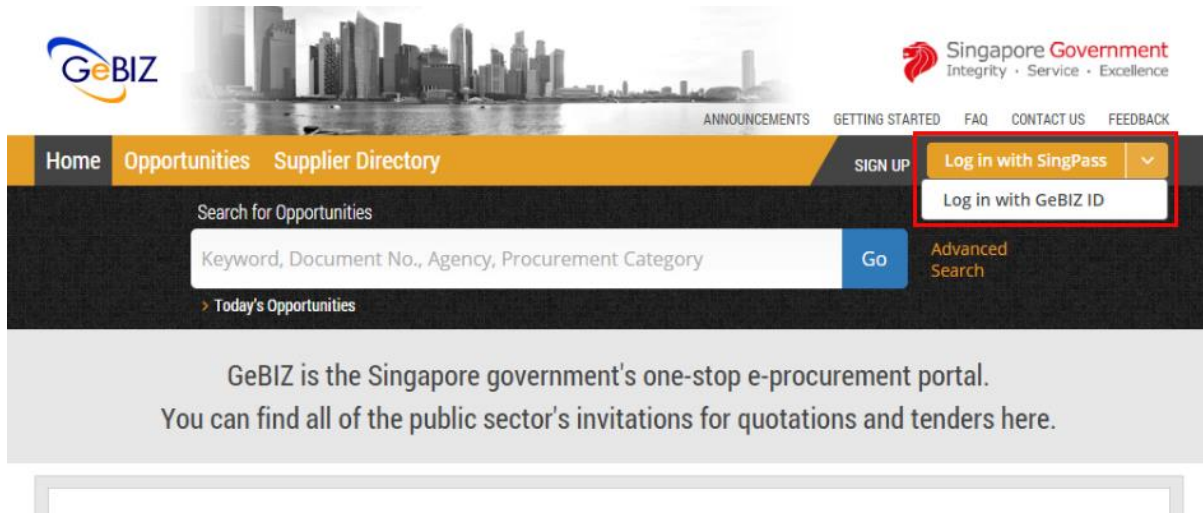 GeBIZ
Singapore Government
Integrity · Service · Excellence
ANNOUNCEMENTS GETTING STARTED FAQ CONTACT US FEEDBACK
Home Opportunities Supplier Directory SIGN UP Log in with SingPass
Log in with GeBIZ ID
Search for Opportunities
Keyword, Document No., Agency, Procurement Category Go Advanced
Search
> Today's Opportunities
GeBIZ is the Singapore government's one-stop e-procurement portal.
You can find all of the public sector's invitations for quotations and tenders here.